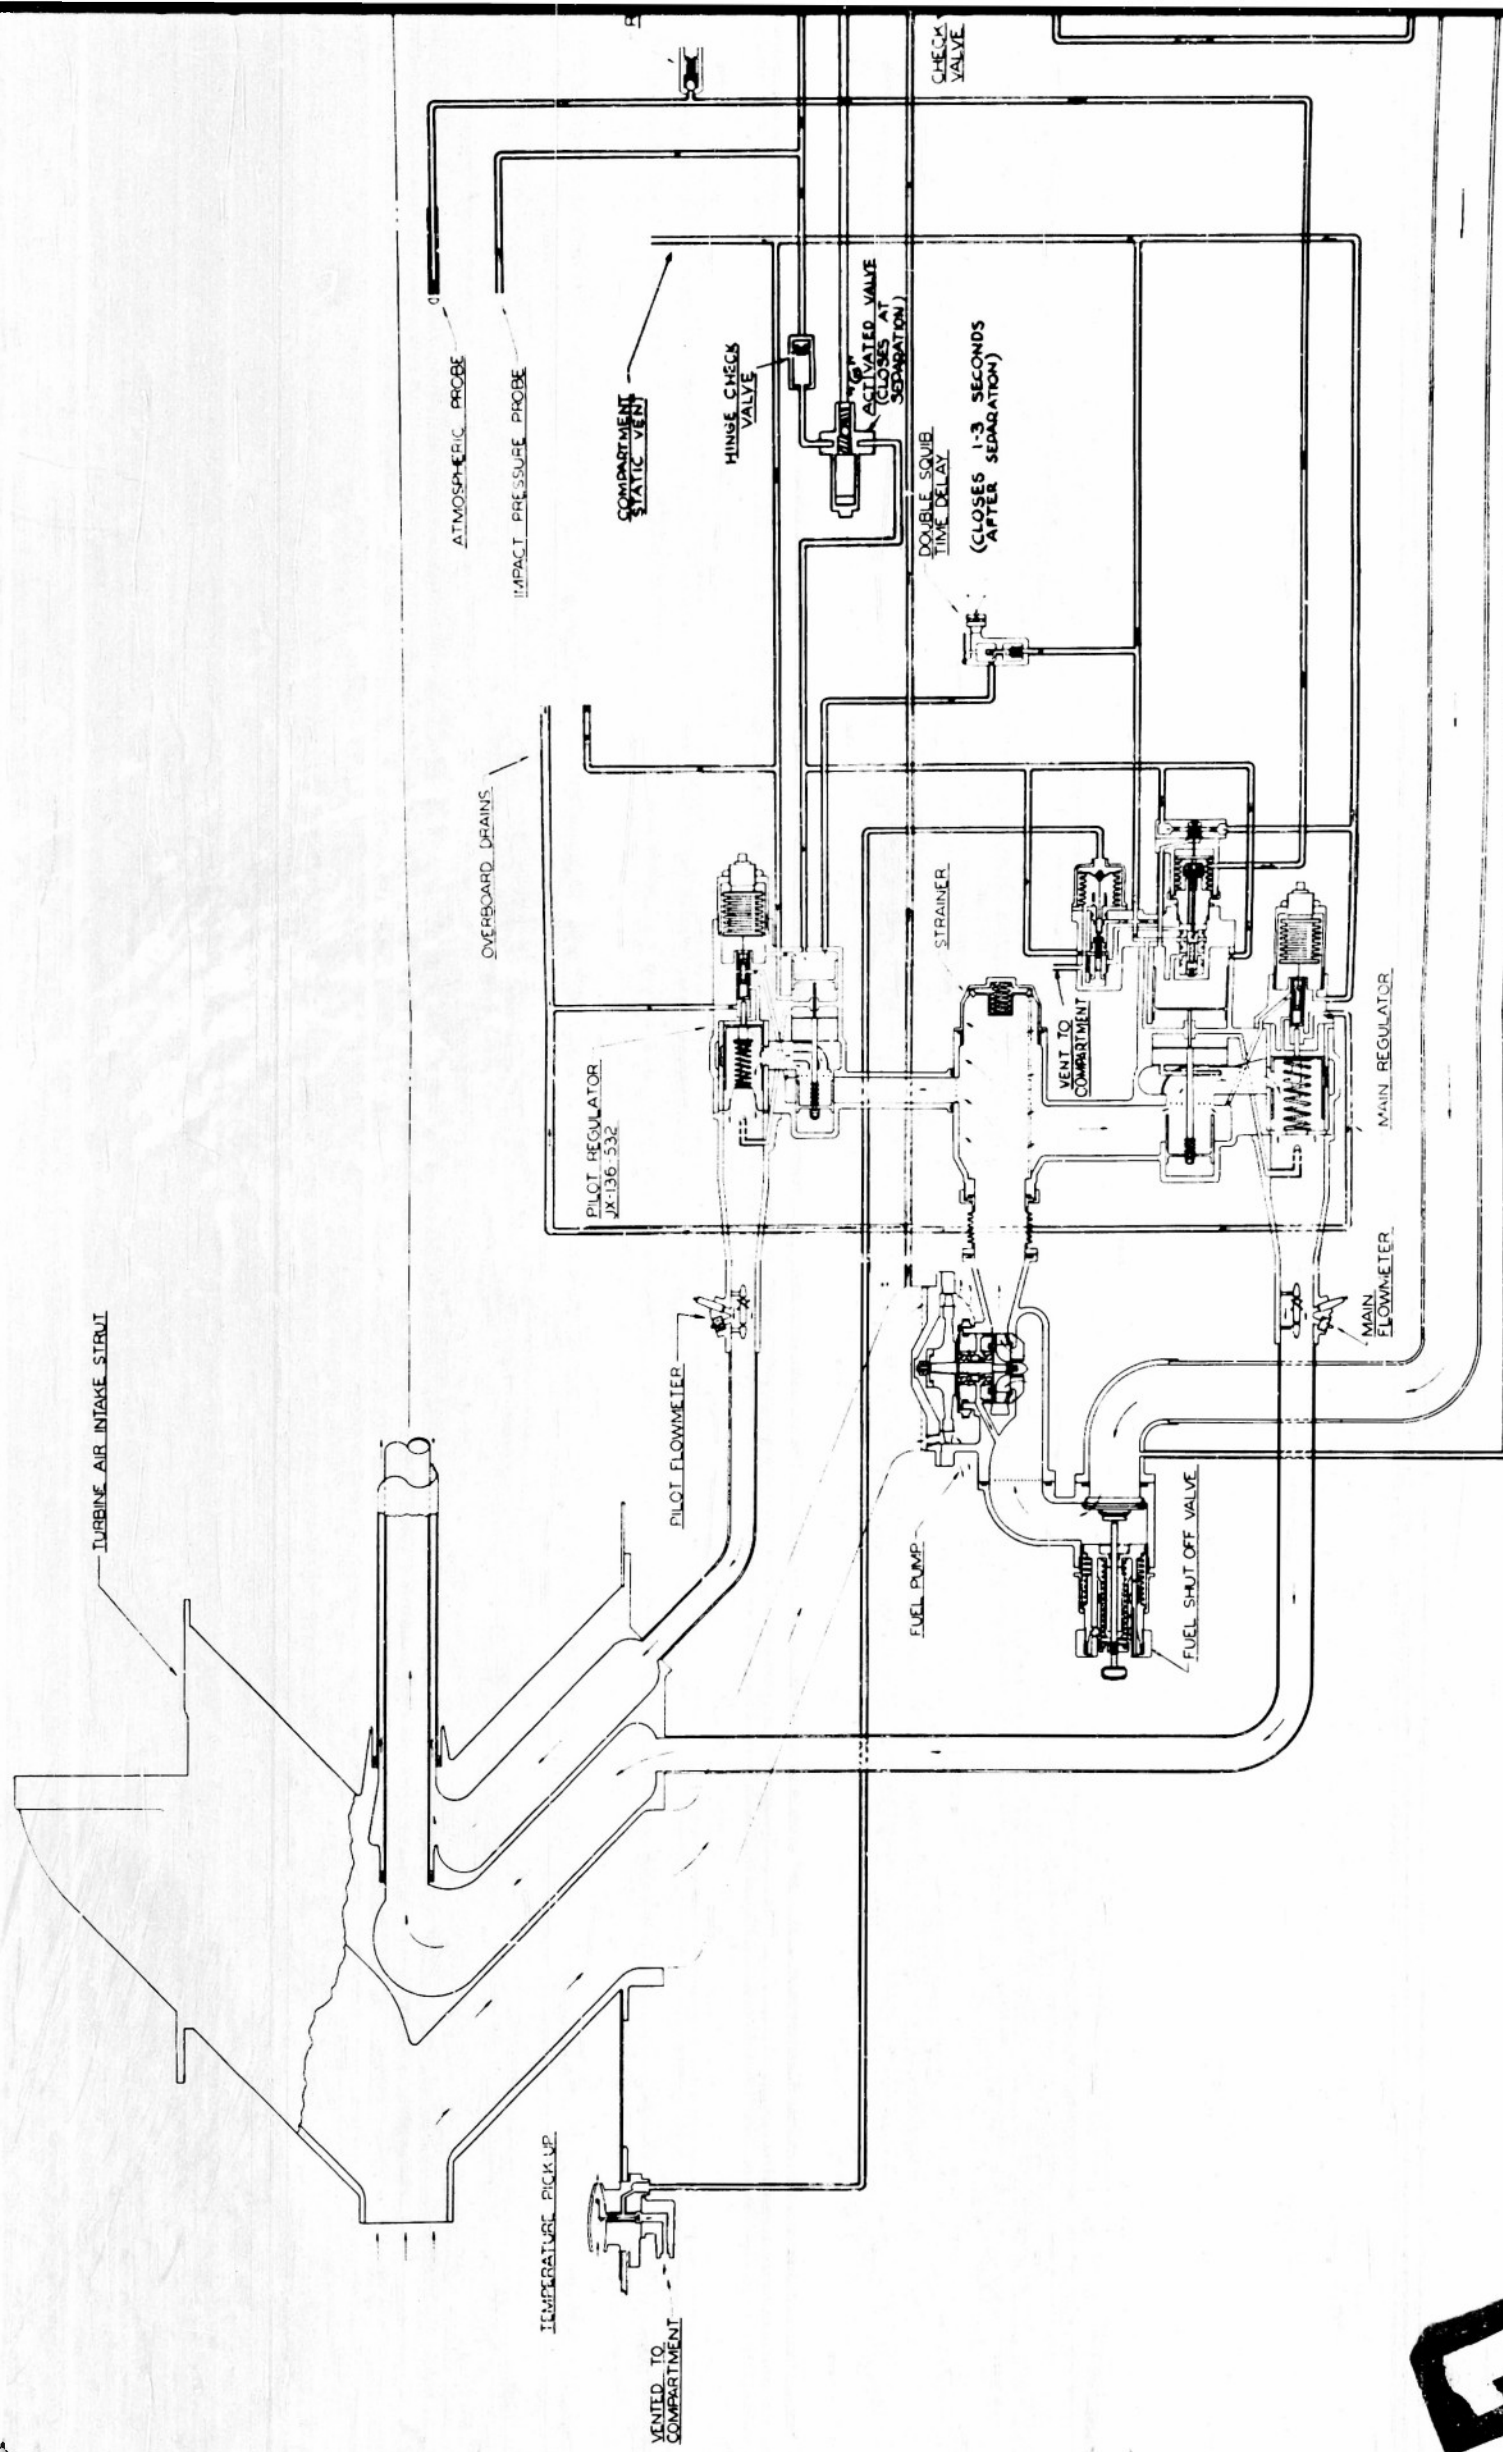 TURBINE AIR INTAKE STRUT
ATMOSPHERIC PROBE
IMPACT PRESSURE PROBE
OVERBOARD DRAINS
COMPARTMENT
STATIC VENT
HINGE CHECK
VALVE
"G"
ACTIVATED VALVE
(CLOSES AT
SEPARATION)
CHECK
VALVE
DOUBLE SQUIB
TIME DELAY
(CLOSES 1-3 SECONDS
AFTER SEPARATION)
PILOT REGULATOR
JX-136-532
STRAINER
VENT TO
COMPARTMENT
MAIN REGULATOR
PILOT FLOWMETER
MAIN
FLOWMETER
FUEL PUMP
FUEL SHUT OFF VALVE
TEMPERATURE PICK UP
VENTED TO
COMPARTMENT